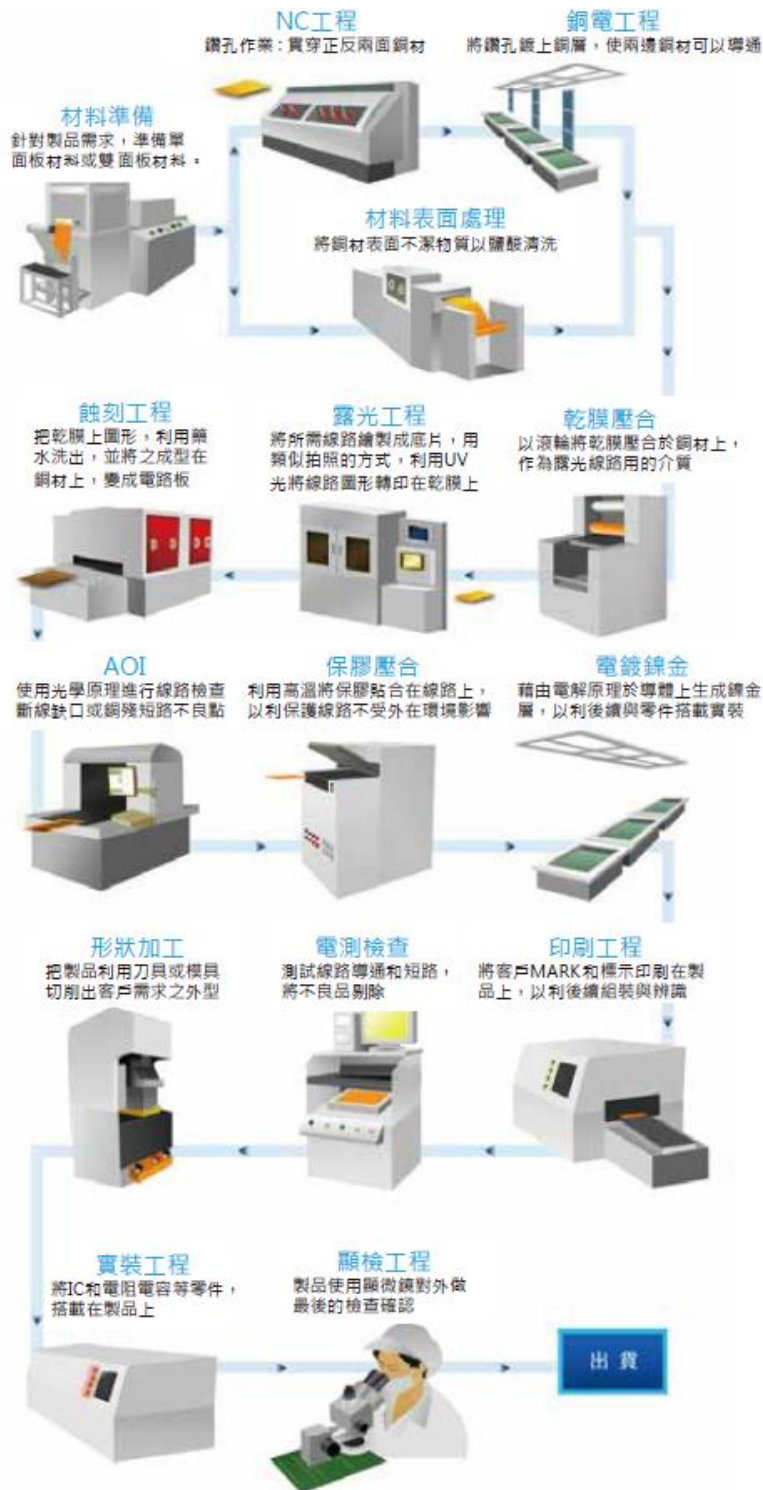 NC工程
鑽孔作業：貫穿正反兩面銅材
銅電工程
將鑽孔鍍上銅層，使兩邊銅材可以導通
材料準備
針對製品需求，準備單
面板材料或雙面板材料。
材料表面處理
將銅材表面不潔物質以鹽酸清洗
蝕刻工程
把乾膜上圖形，利用藥
水洗出，並將之成型在
銅材上，變成電路板
露光工程
將所需線路繪製成底片，用
類似拍照的方式，利用UV
光將線路圖形轉印在乾膜上
乾膜壓合
以滾輪將乾膜壓合於銅材上，
作為露光線路用的介質
AOI
使用光學原理進行線路檢查
斷線缺口或銅殘短路不良點
保膠壓合
利用高溫將保膠貼合在線路上，
以利保護線路不受外在環境影響
電鍍鎳金
藉由電解原理於導體上生成鎳金
層，以利後續與零件搭載實裝
形狀加工
把製品利用刀具或模具
切削出客戶需求之外型
電測檢查
測試線路導通和短路，
將不良品剔除
印刷工程
將客戶MARK和標示印刷在製
品上，以利後續組裝與辨識
實裝工程
將IC和電阻電容等零件，
搭載在製品上
顯檢工程
製品使用顯微鏡對外做
最後的檢查確認
出貨